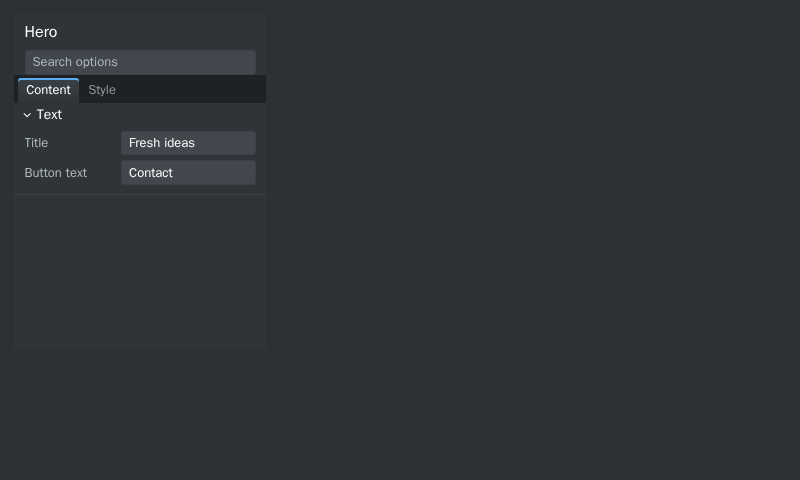 Hero
Search options
Content Style
Text
Title Fresh ideas
Button text Contact